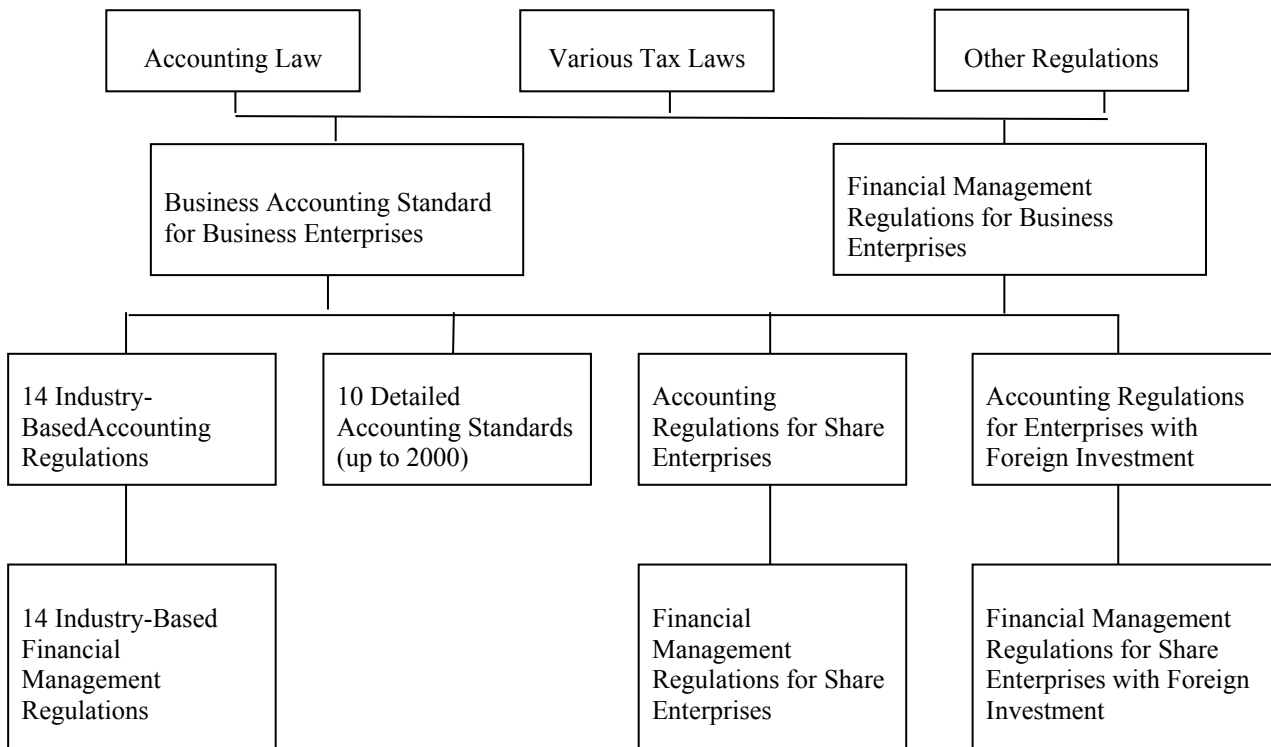 Accounting Law
Various Tax Laws
Other Regulations
Business Accounting Standard
for Business Enterprises
Financial Management
Regulations for Business
Enterprises
14 Industry-
BasedAccounting
Regulations
10 Detailed
Accounting Standards
(up to 2000)
Accounting
Regulations for Share
Enterprises
Accounting Regulations
for Enterprises with
Foreign Investment
14 Industry-Based
Financial
Management
Regulations
Financial
Management
Regulations for Share
Enterprises
Financial Management
Regulations for Share
Enterprises with Foreign
Investment